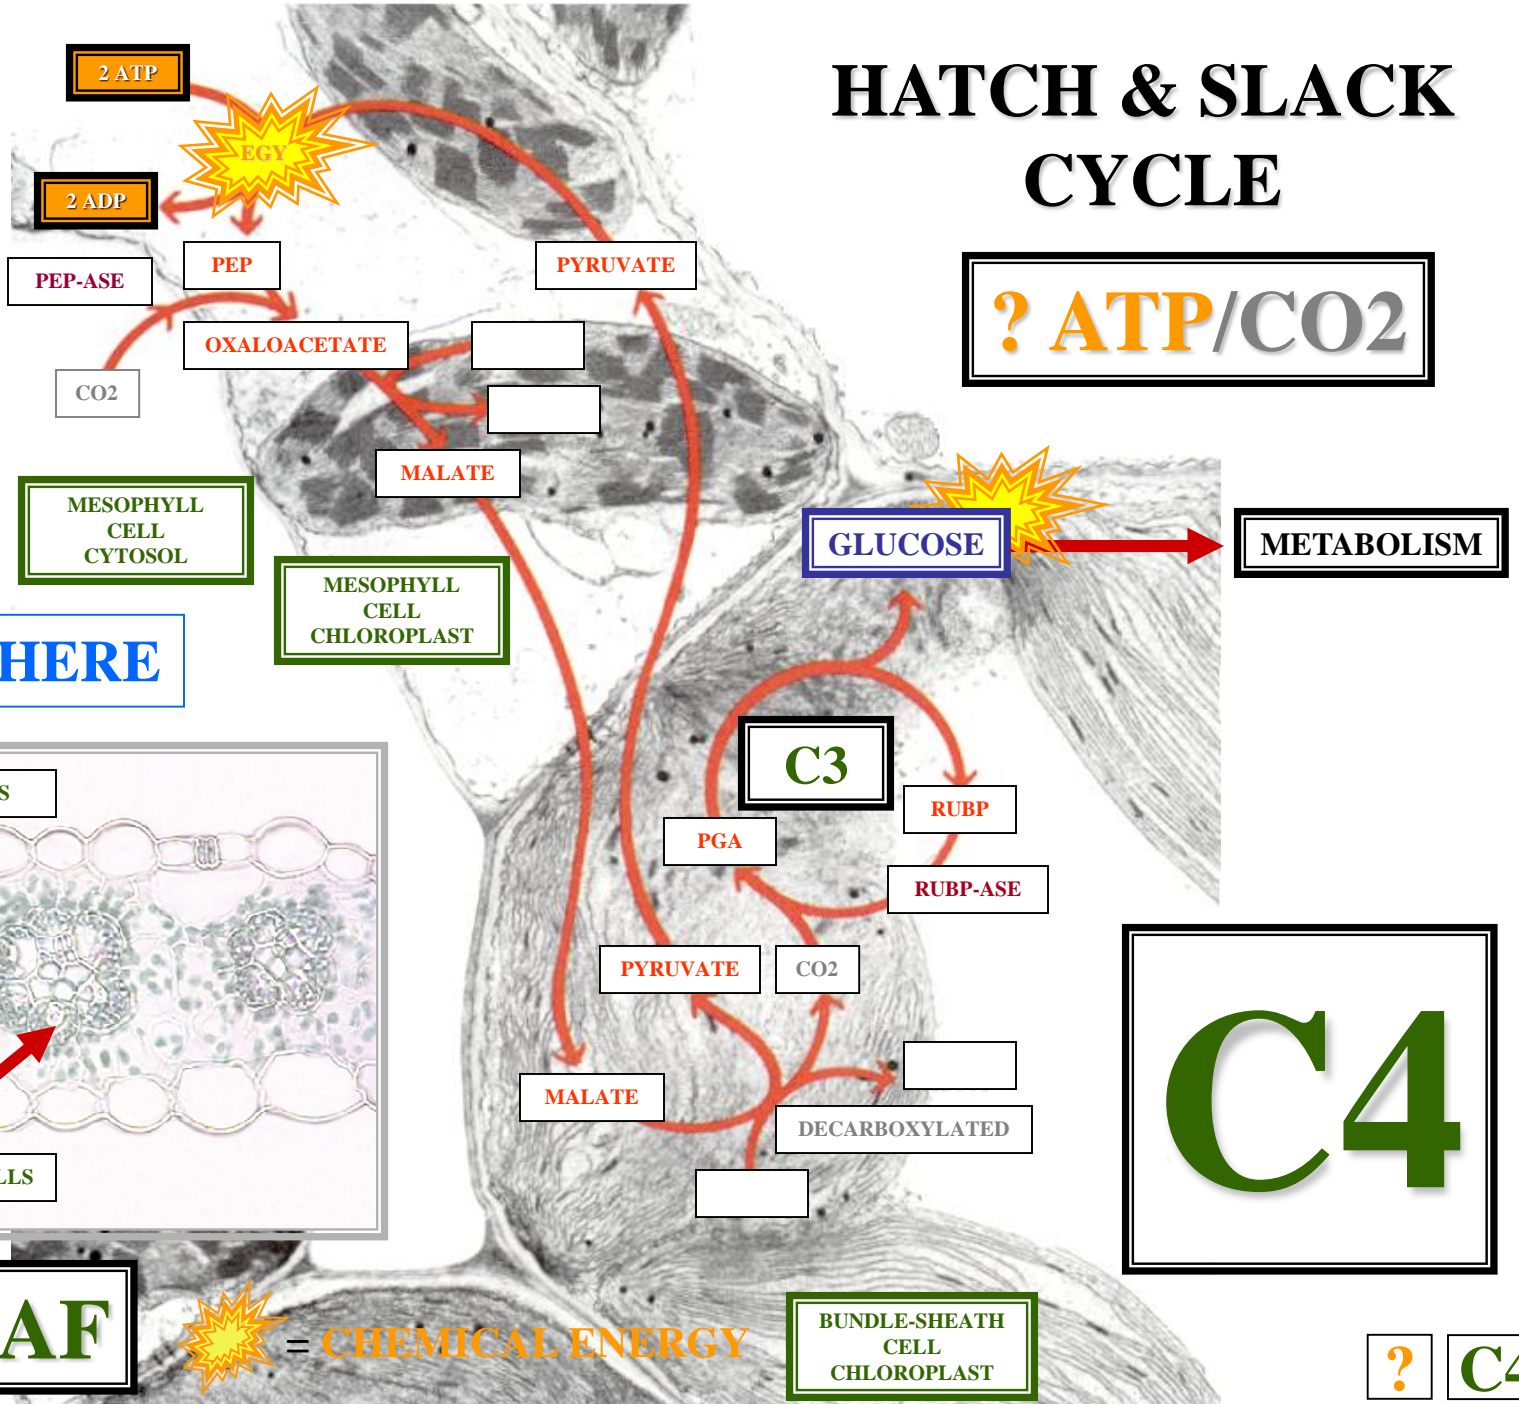 HATCH & SLACK
CYCLE
2 ATP
EGY
2 ADP
PEP-ASE
PEP
PYRUVATE
? ATP/CO2
OXALOACETATE
CO2
MALATE
MESOPHYLL
CELL
CYTOSOL
GLUCOSE
METABOLISM
MESOPHYLL
CELL
CHLOROPLAST
HERE
C3
S
RUBP
PGA
RUBP-ASE
PYRUVATE
CO2
MALATE
DECARBOXYLATED
C4
LLS
AF
= CHEMICAL ENERGY
BUNDLE-SHEATH
CELL
CHLOROPLAST
?
C4